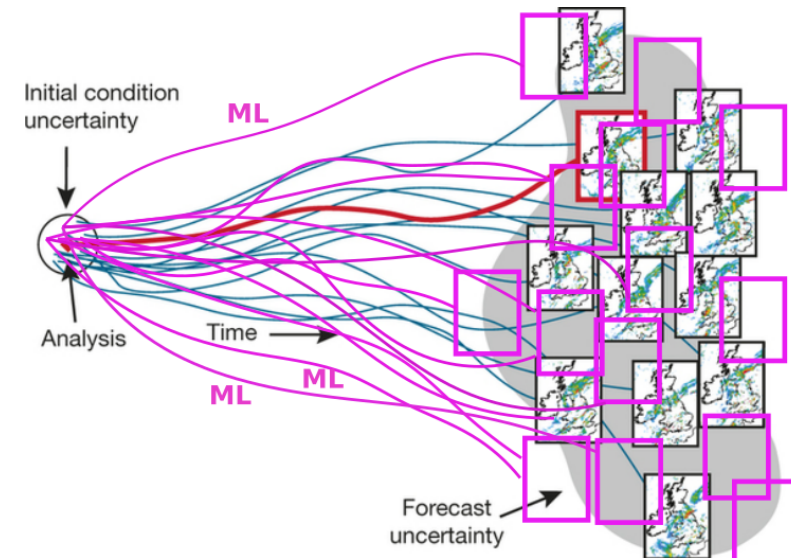 Initial condition
uncertainty
ML
Analysis
Time
ML
ML
Forecast
uncertainty